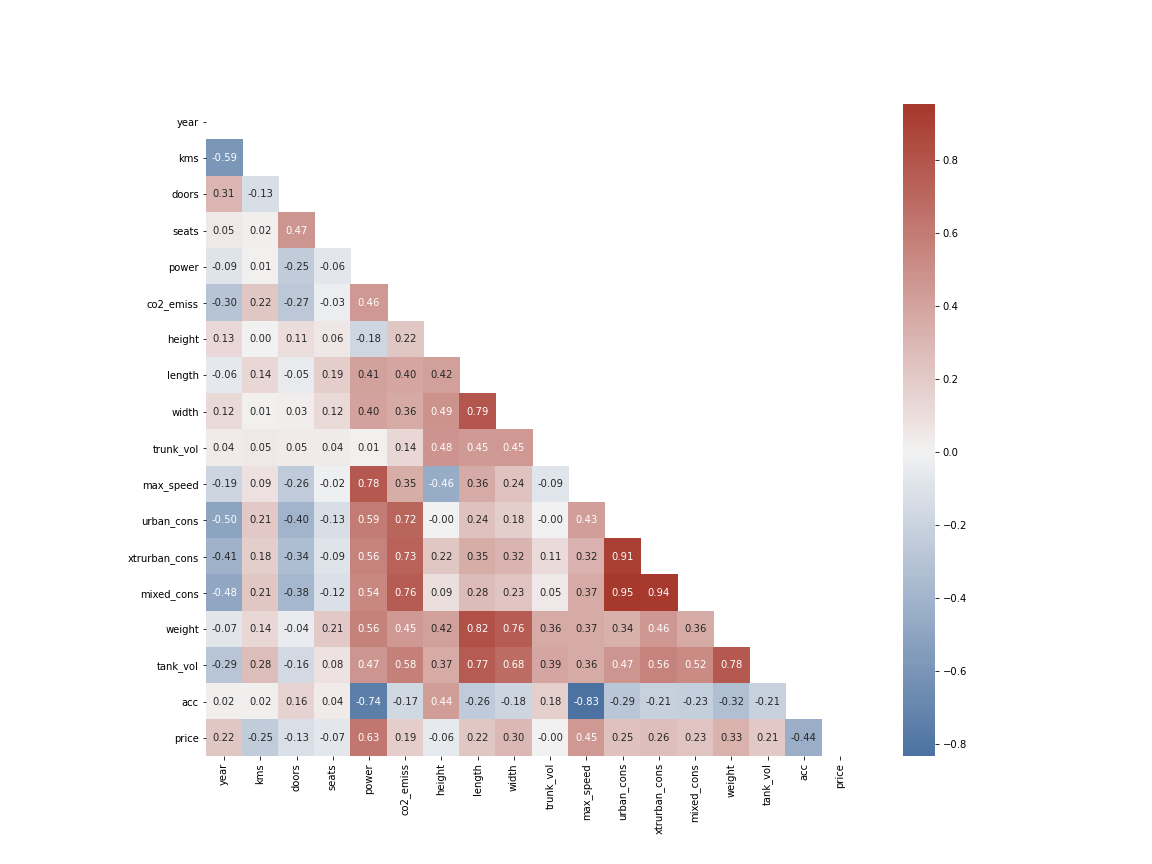 year
kms -0.59
doors 0.31 -0.13
seats 0.05 0.02 0.47
power -0.09 0.01 -0.25 -0.06
co2_emiss -0.30 0.22 -0.27 -0.03 0.46
height 0.13 0.00 0.11 0.06 -0.18 0.22
length -0.06 0.14 -0.05 0.19 0.41 0.40 0.42
width 0.12 0.01 0.03 0.12 0.40 0.36 0.49 0.79
trunk_vol 0.04 0.05 0.05 0.04 0.01 0.14 0.48 0.45 0.45
max_speed -0.19 0.09 -0.26 -0.02 0.78 0.35 -0.46 0.36 0.24 -0.09
urban_cons -0.50 0.21 -0.40 -0.13 0.59 0.72 -0.00 0.24 0.18 -0.00 0.43
xtrurban_cons -0.41 0.18 -0.34 -0.09 0.56 0.73 0.22 0.35 0.32 0.11 0.32 0.91
mixed_cons -0.48 0.21 -0.38 -0.12 0.54 0.76 0.09 0.28 0.23 0.05 0.37 0.95 0.94
weight -0.07 0.14 -0.04 0.21 0.56 0.45 0.42 0.82 0.76 0.36 0.37 0.34 0.46 0.36
tank_vol -0.29 0.28 -0.16 0.08 0.47 0.58 0.37 0.77 0.68 0.39 0.36 0.47 0.56 0.52 0.78
acc 0.02 0.02 0.16 0.04 -0.74 -0.17 0.44 -0.26 -0.18 0.18 -0.83 -0.29 -0.21 -0.23 -0.32 -0.21
price 0.22 -0.25 -0.13 -0.07 0.63 0.19 -0.06 0.22 0.30 -0.00 0.45 0.25 0.26 0.23 0.33 0.21 -0.44
year kms doors seats power co2_emiss height length width trunk_vol max_speed urban_cons xtrurban_cons mixed_cons weight tank_vol acc price
0.8
0.6
0.4
0.2
0.0
−0.2
−0.4
−0.6
−0.8